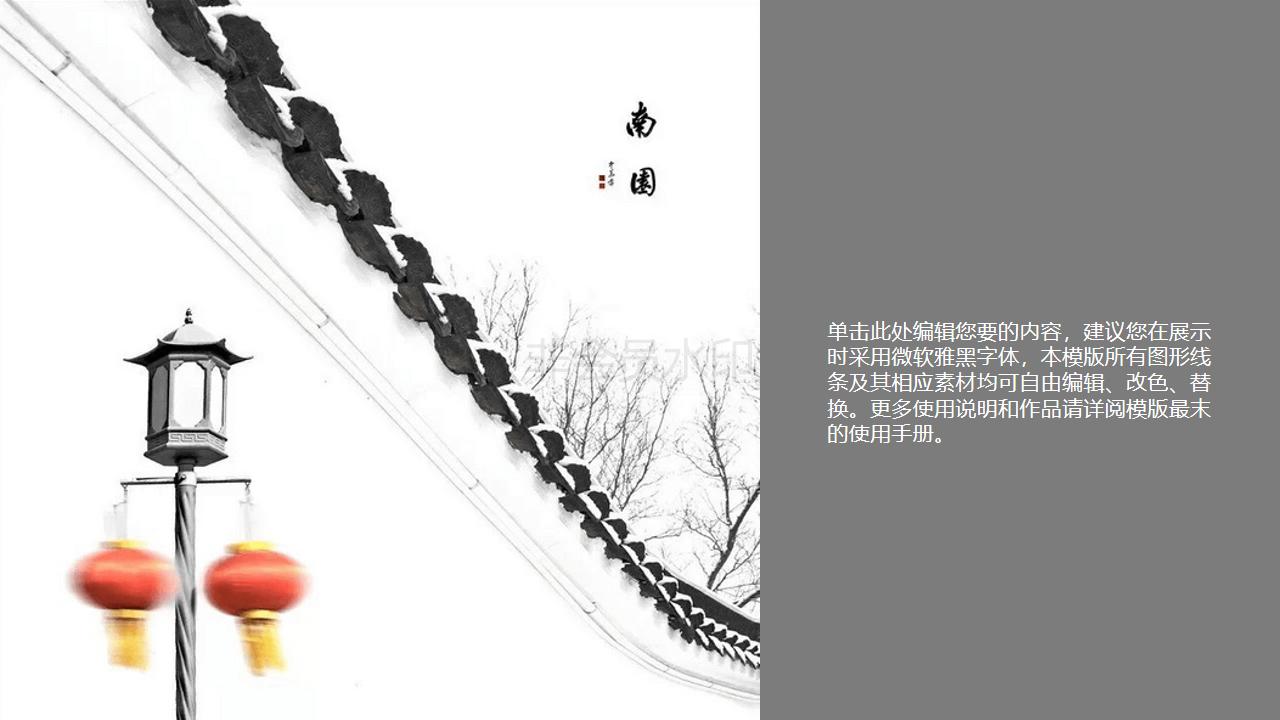 南
園
单击此处编辑您要的内容，建议您在展示
时采用微软雅黑字体，本模版所有图形线
条及其相应素材均可自由编辑、改色、替
换。更多使用说明和作品请详阅模版最末
的使用手册。